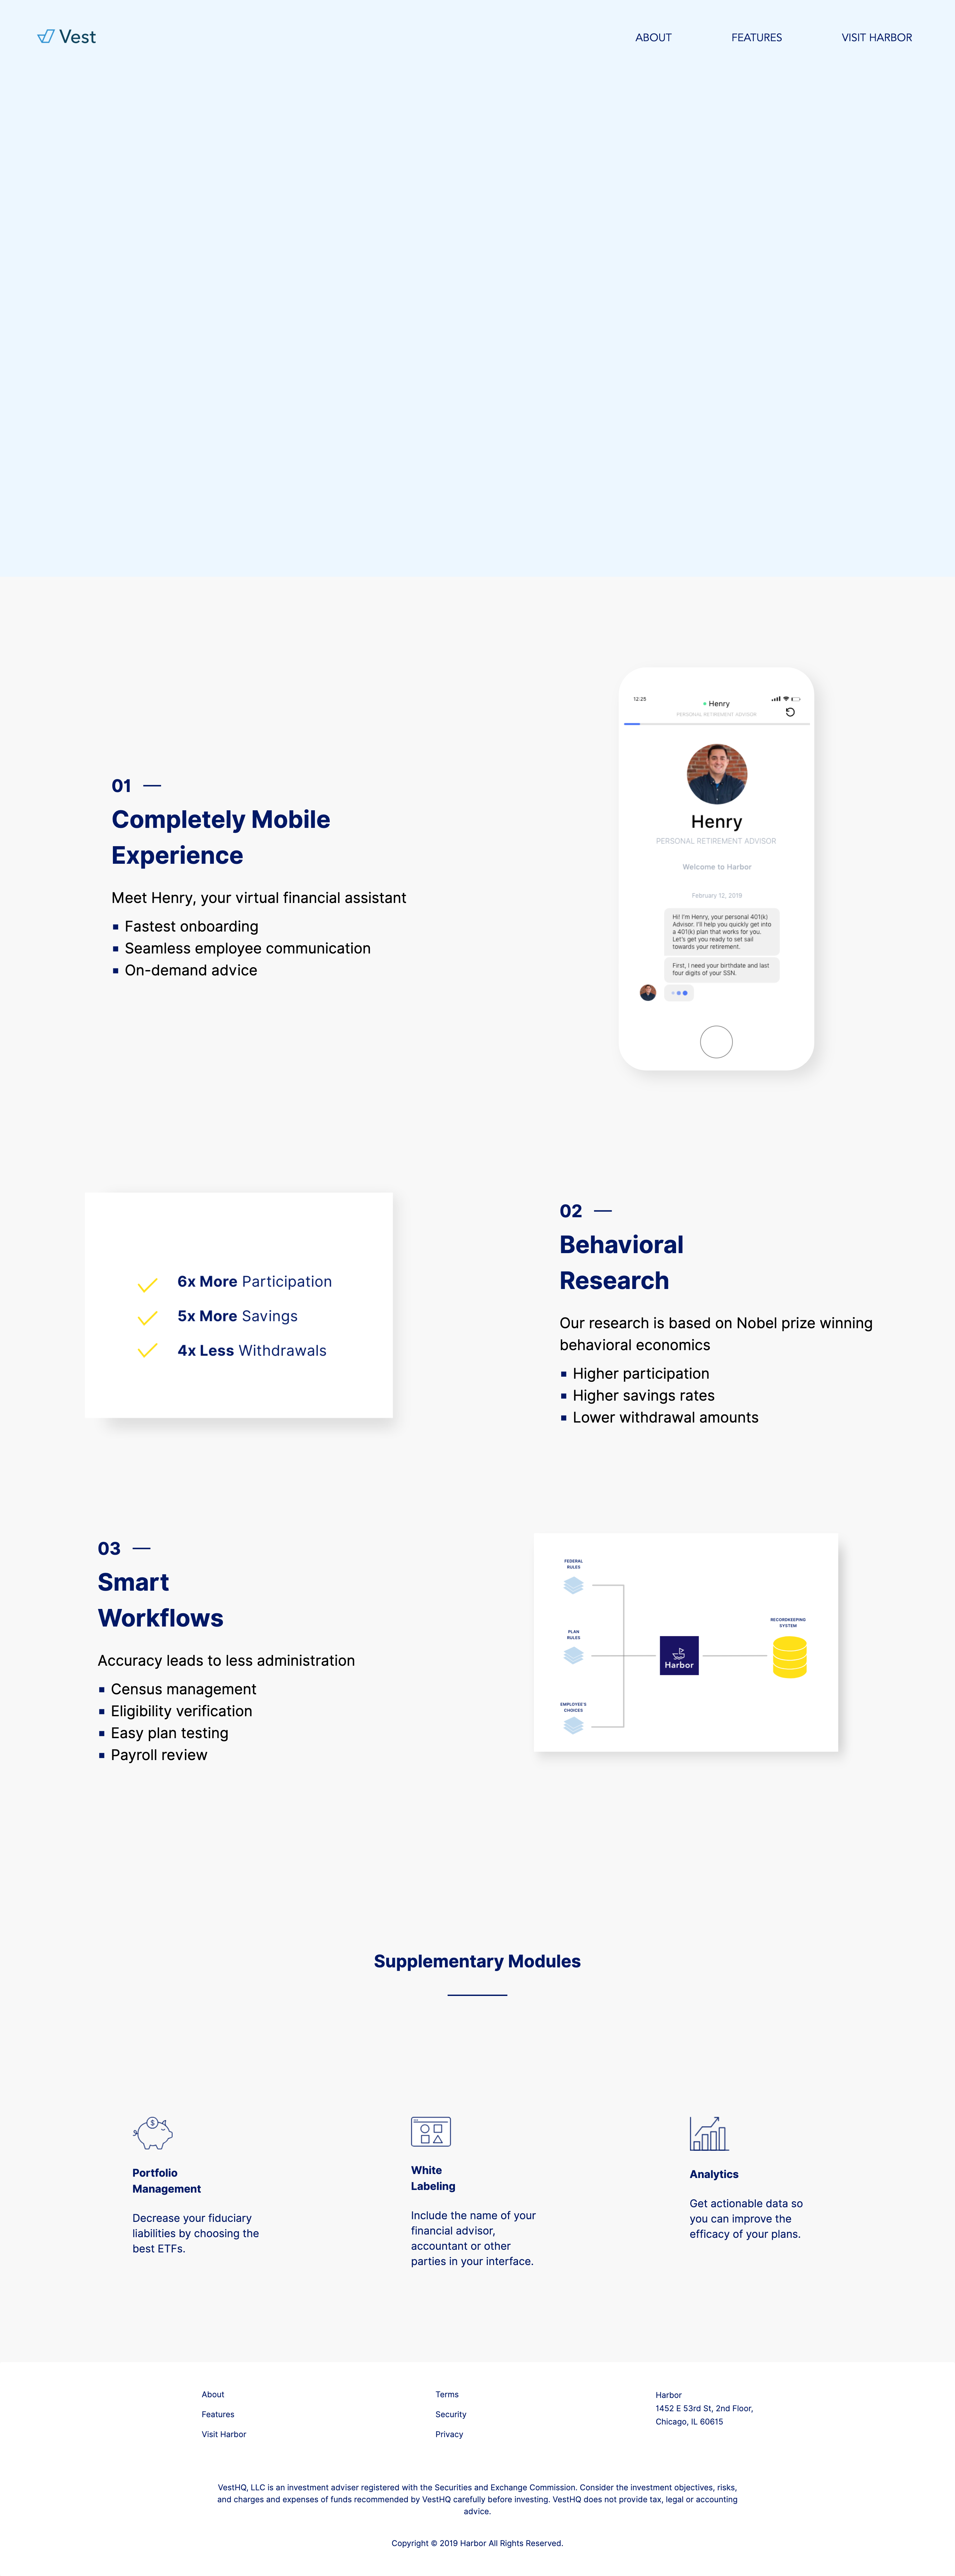 Vest
ABOUT
FEATURES
VISIT HARBOR
01
Completely Mobile
Experience
Meet Henry, your virtual financial assistant
Fastest onboarding
Seamless employee communication
On-demand advice
12:25
Henry
PERSONAL RETIREMENT ADVISOR
Henry
PERSONAL RETIREMENT ADVISOR
Welcome to Harbor
February 12, 2019
Hi! I'm Henry, your personal 401(k)
Advisor. I'll help you quickly get into
a 401(k) plan that works for you.
Let's get you ready to set sail
towards your retirement.
First, I need your birthdate and last
four digits of your SSN.
6x More Participation
5x More Savings
4x Less Withdrawals
02
Behavioral
Research
Our research is based on Nobel prize winning
behavioral economics
Higher participation
Higher savings rates
Lower withdrawal amounts
03
Smart
Workflows
Accuracy leads to less administration
Census management
Eligibility verification
Easy plan testing
Payroll review
FEDERAL
RULES
PLAN
RULES
EMPLOYEE'S
CHOICES
Harbor
RECORDKEEPING
SYSTEM
Supplementary Modules
Portfolio
Management
Decrease your fiduciary
liabilities by choosing the
best ETFs.
White
Labeling
Include the name of your
financial advisor,
accountant or other
parties in your interface.
Analytics
Get actionable data so
you can improve the
efficacy of your plans.
About
Features
Visit Harbor
Terms
Security
Privacy
Harbor
1452 E 53rd St, 2nd Floor,
Chicago, IL 60615
VestHQ, LLC is an investment adviser registered with the Securities and Exchange Commission. Consider the investment objectives, risks,
and charges and expenses of funds recommended by VestHQ carefully before investing. VestHQ does not provide tax, legal or accounting
advice.
Copyright © 2019 Harbor All Rights Reserved.